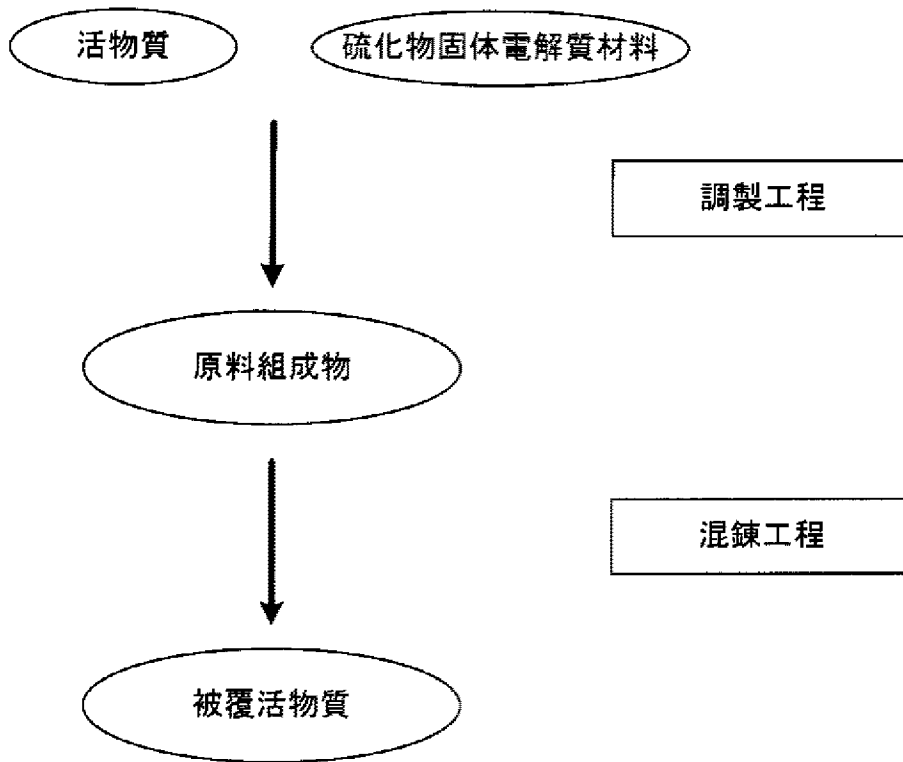 活物質
硫化物固体電解質材料
調製工程
原料組成物
混錬工程
被覆活物質